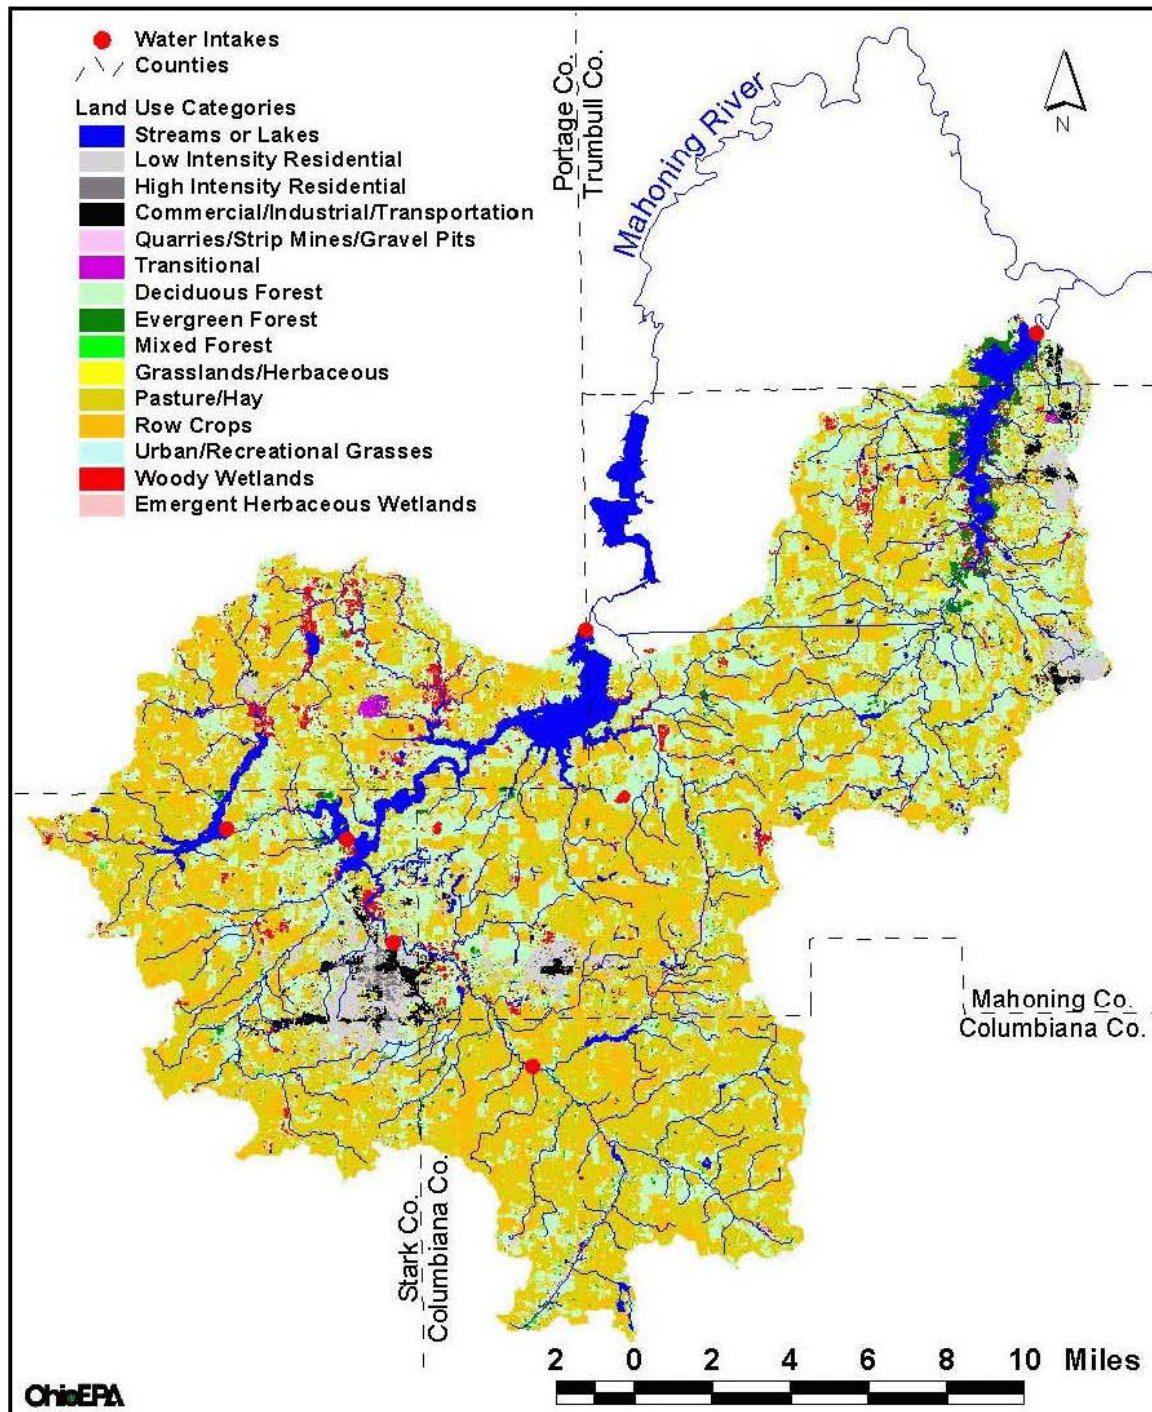 Water Intakes
Counties
Land Use Categories
Streams or Lakes
Low Intensity Residential
High Intensity Residential
Commercial/Industrial/Transportation
Quarries/Strip Mines/Gravel Pits
Transitional
Deciduous Forest
Evergreen Forest
Mixed Forest
Grasslands/Herbaceous
Pasture/Hay
Row Crops
Urban/Recreational Grasses
Woody Wetlands
Emergent Herbaceous Wetlands
Portage Co.
Trumbull Co.
Mahoning River
N
Mahoning Co.
Columbiana Co.
Stark Co.
Columbiana Co.
2 0 2 4 6 8 10 Miles
OhioEPA